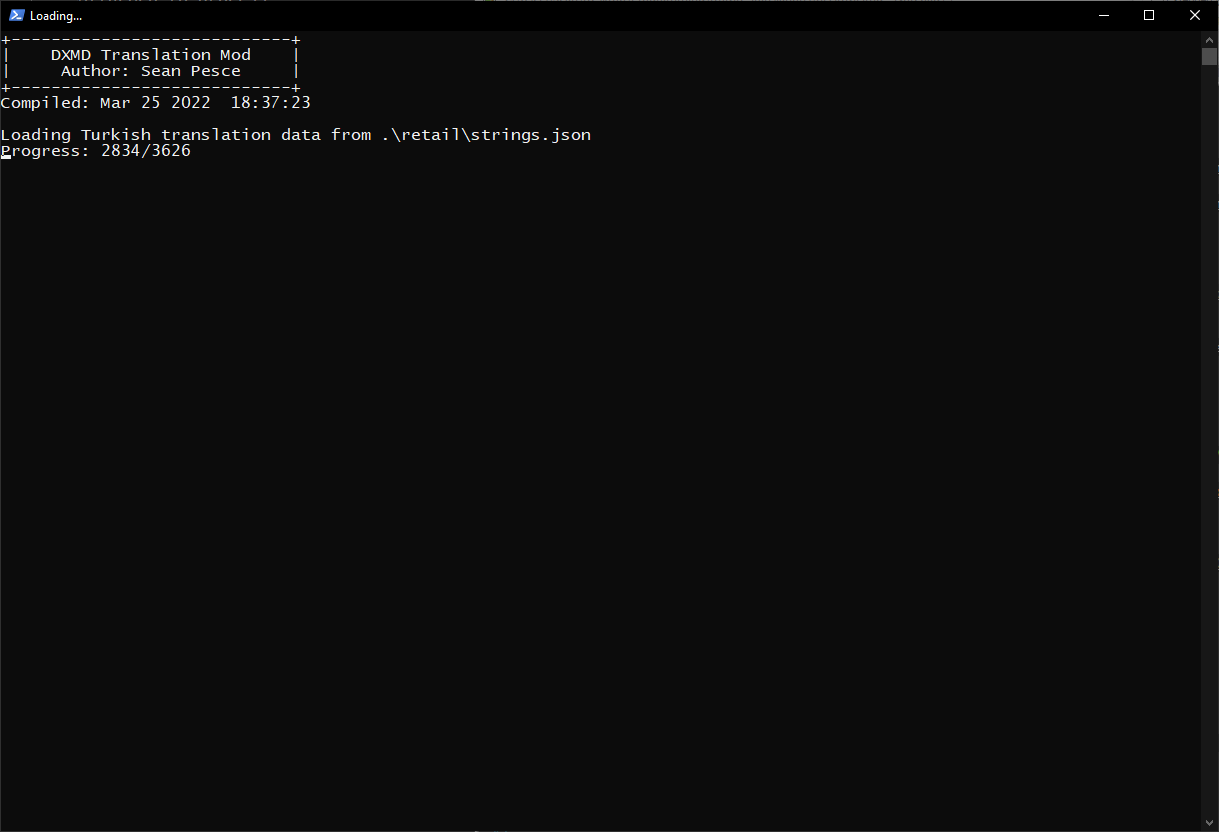 Loading...
+----------------------------+
|    DXMD Translation Mod    |
|     Author: Sean Pesce     |
+----------------------------+
Compiled: Mar 25 2022  18:37:23
Loading Turkish translation data from .\retail\strings.json
Progress: 2834/3626